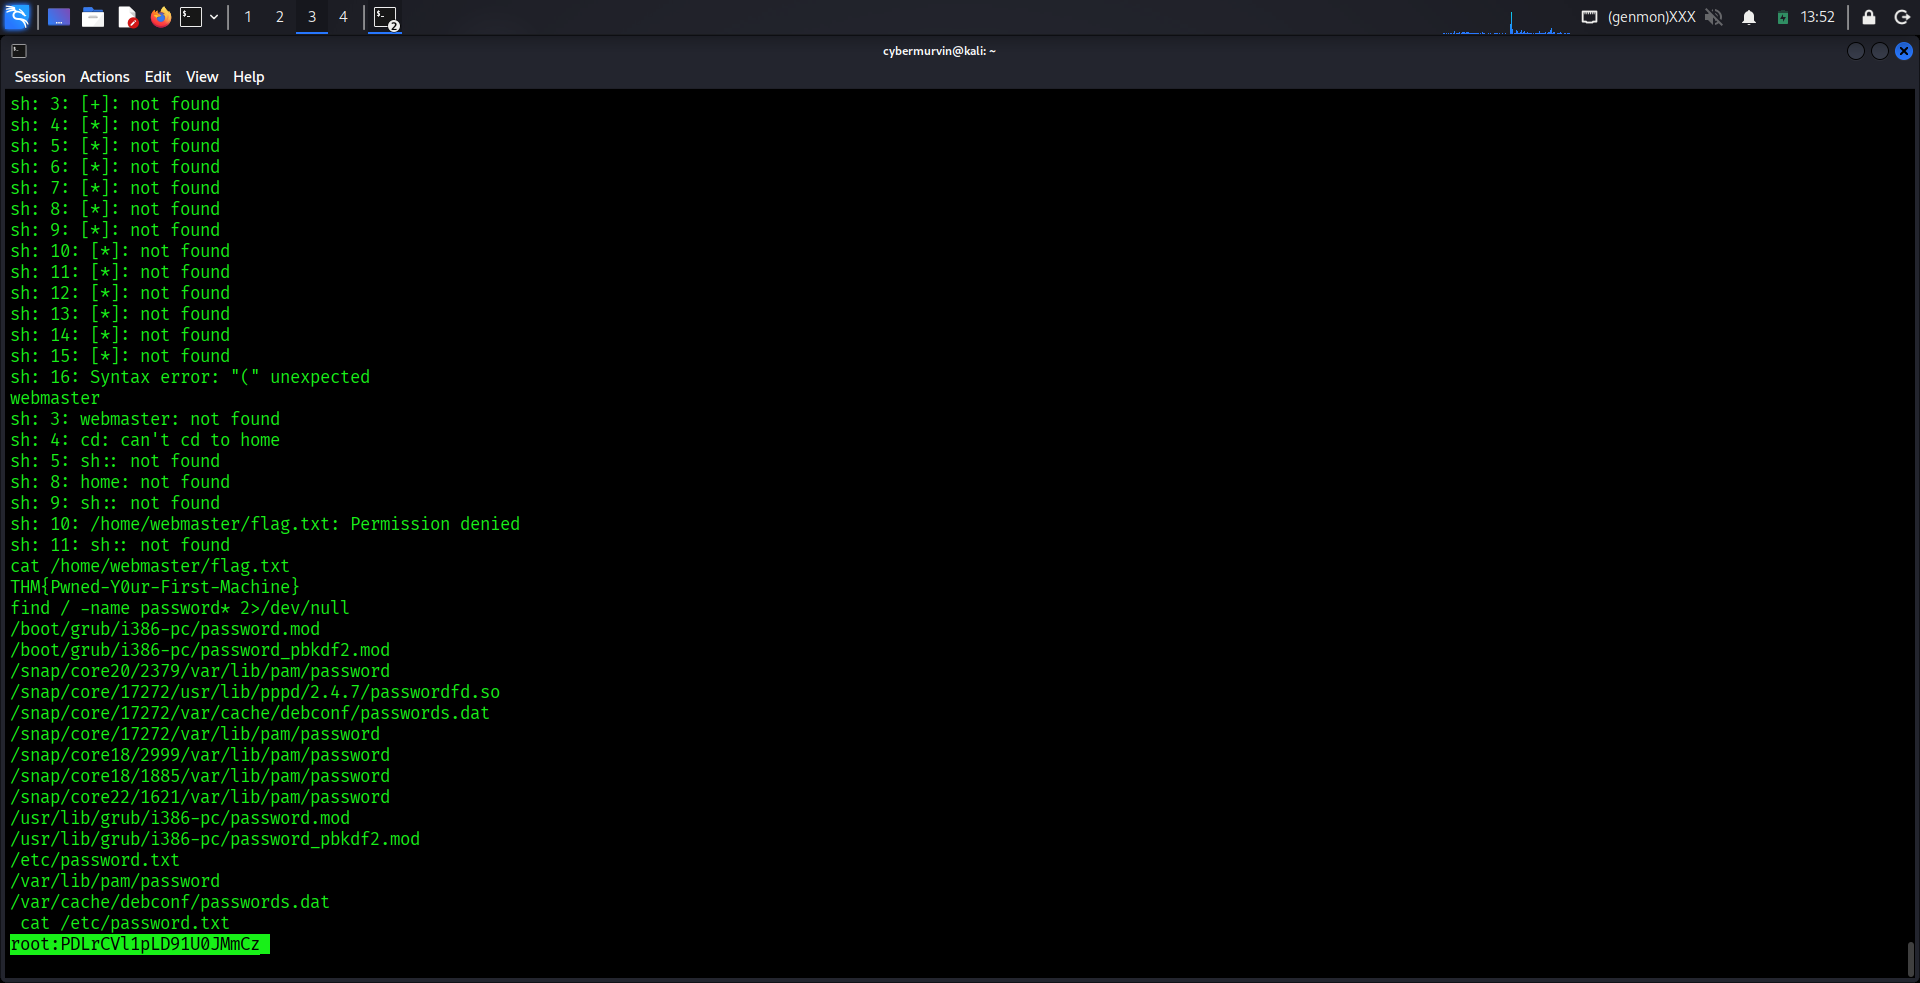 1 2 3 4 2 (genmon)XXX 13:52
cybermurvin@kali: ~
Session Actions Edit View Help
sh: 3: [+]: not found
sh: 4: [*]: not found
sh: 5: [*]: not found
sh: 6: [*]: not found
sh: 7: [*]: not found
sh: 8: [*]: not found
sh: 9: [*]: not found
sh: 10: [*]: not found
sh: 11: [*]: not found
sh: 12: [*]: not found
sh: 13: [*]: not found
sh: 14: [*]: not found
sh: 15: [*]: not found
sh: 16: Syntax error: "(" unexpected
webmaster
sh: 3: webmaster: not found
sh: 4: cd: can't cd to home
sh: 5: sh:: not found
sh: 8: home: not found
sh: 9: sh:: not found
sh: 10: /home/webmaster/flag.txt: Permission denied
sh: 11: sh:: not found
cat /home/webmaster/flag.txt
THM{Pwned-Y0ur-First-Machine}
find / -name password* 2>/dev/null
/boot/grub/i386-pc/password.mod
/boot/grub/i386-pc/password_pbkdf2.mod
/snap/core20/2379/var/lib/pam/password
/snap/core/17272/usr/lib/pppd/2.4.7/passwordfd.so
/snap/core/17272/var/cache/debconf/passwords.dat
/snap/core/17272/var/lib/pam/password
/snap/core18/2999/var/lib/pam/password
/snap/core18/1885/var/lib/pam/password
/snap/core22/1621/var/lib/pam/password
/usr/lib/grub/i386-pc/password.mod
/usr/lib/grub/i386-pc/password_pbkdf2.mod
/etc/password.txt
/var/lib/pam/password
/var/cache/debconf/passwords.dat
cat /etc/password.txt
root:PDLrCVl1pLD91U0JMmCz